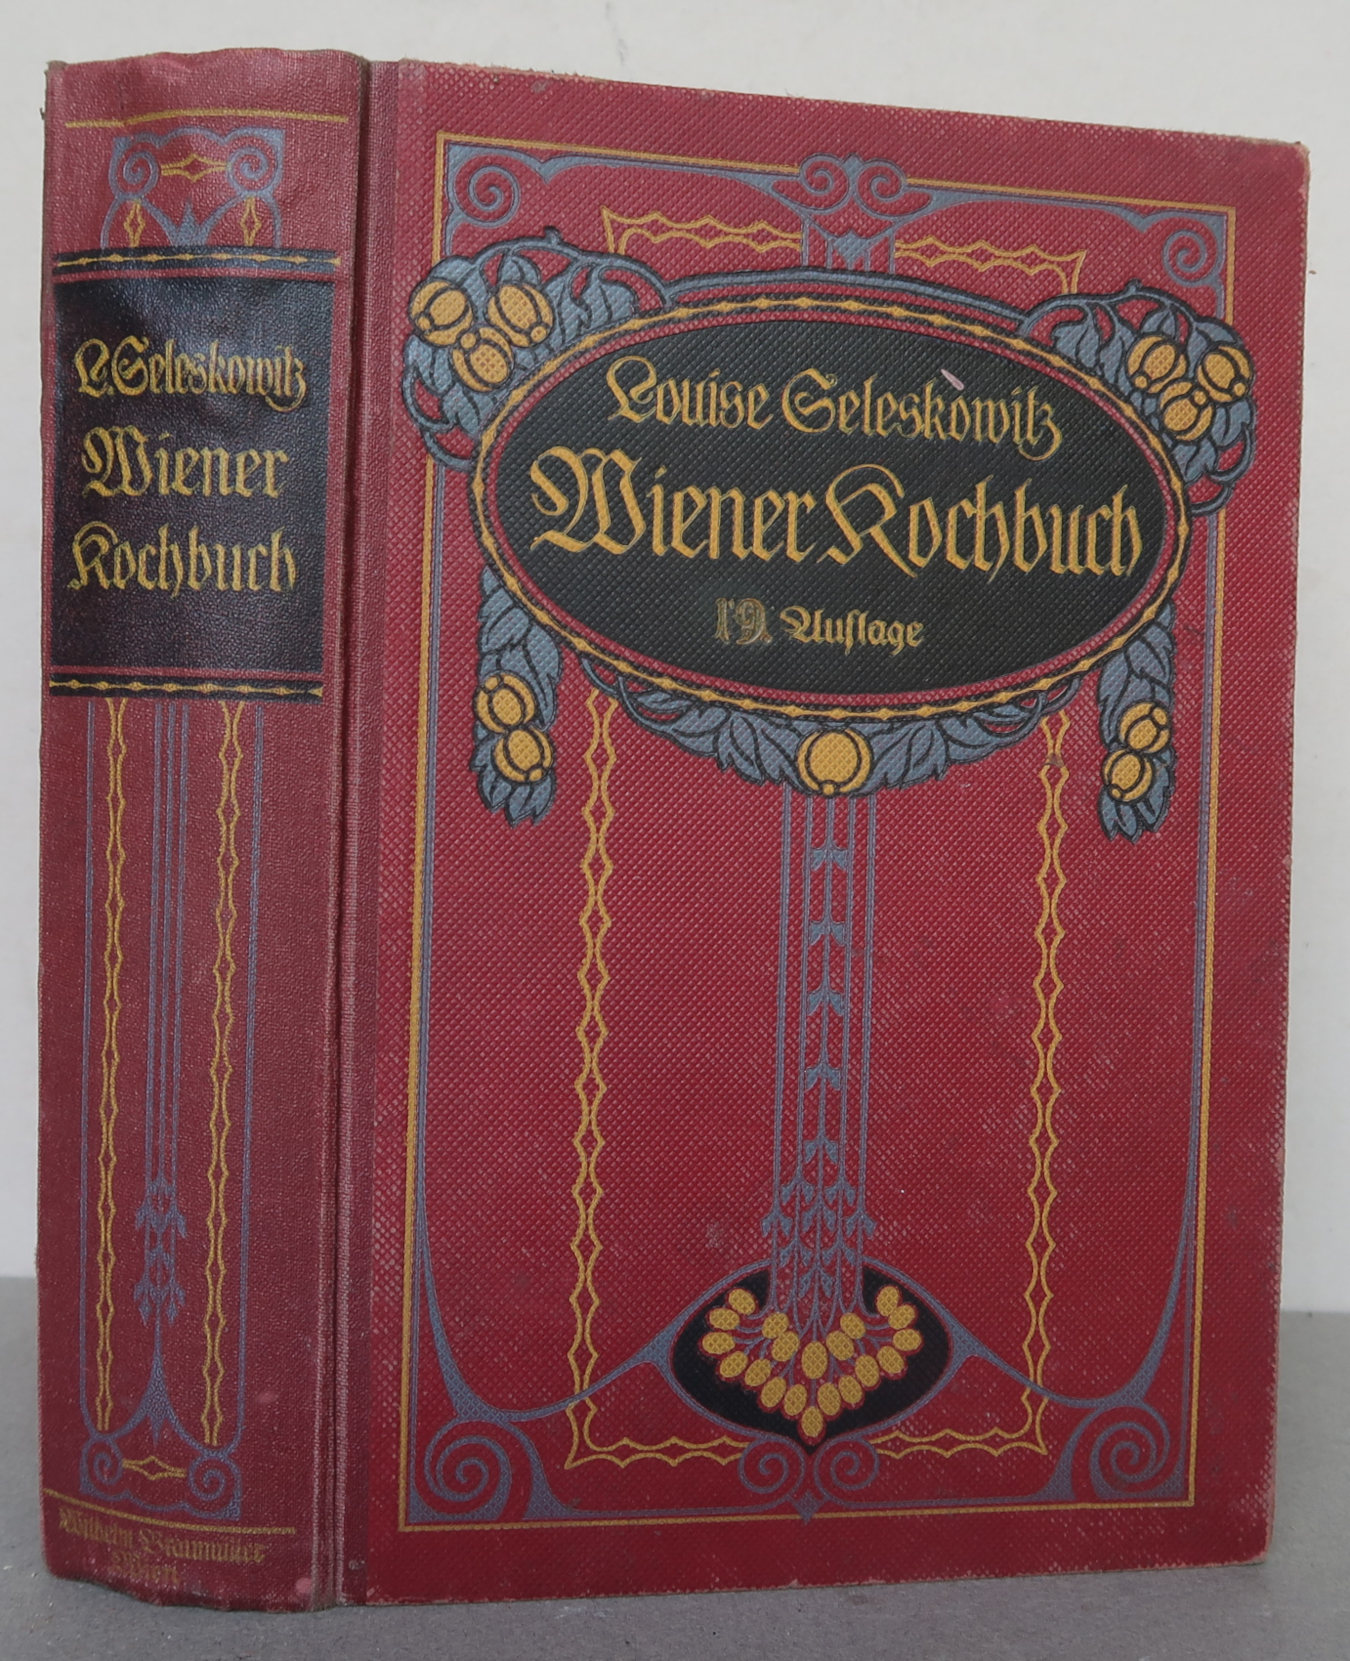 L. Seleskowitz
Wiener
Kochbuch
Wilhelm Braumüller
Wien
Louise Seleskowitz
Wiener Kochbuch
19. Auflage